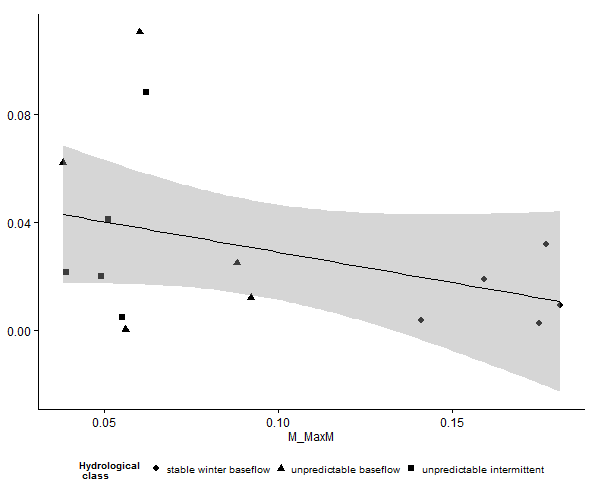 0.08
0.04
0.00
0.05 0.10 0.15
M_MaxM
Hydrological
class
stable winter baseflow unpredictable baseflow unpredictable intermittent